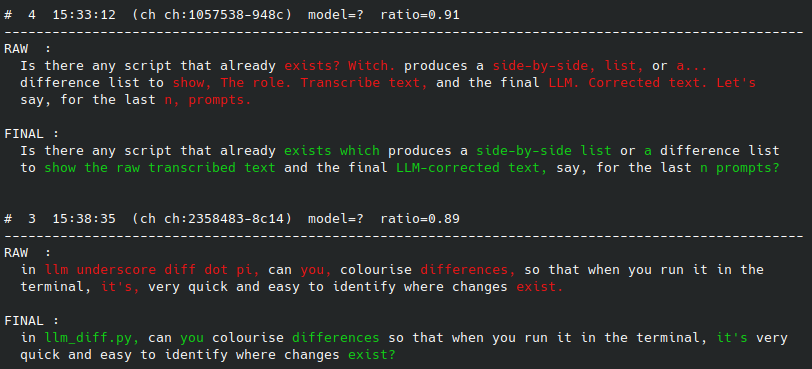 #  4  15:33:12  (ch ch:1057538-948c)  model=?  ratio=0.91
--------------------------------------------------------------------------------------------------
RAW  :
  Is there any script that already exists? Witch. produces a side-by-side, list, or a...
  difference list to show, The role. Transcribe text, and the final LLM. Corrected text. Let's
  say, for the last n, prompts.
FINAL :
  Is there any script that already exists which produces a side-by-side list or a difference list
  to show the raw transcribed text and the final LLM-corrected text, say, for the last n prompts?
#  3  15:38:35  (ch ch:2358483-8c14)  model=?  ratio=0.89
--------------------------------------------------------------------------------------------------
RAW  :
  in llm underscore diff dot pi, can you, colourise differences, so that when you run it in the
  terminal, it's, very quick and easy to identify where changes exist.
FINAL :
  in llm_diff.py, can you colourise differences so that when you run it in the terminal, it's very
  quick and easy to identify where changes exist?